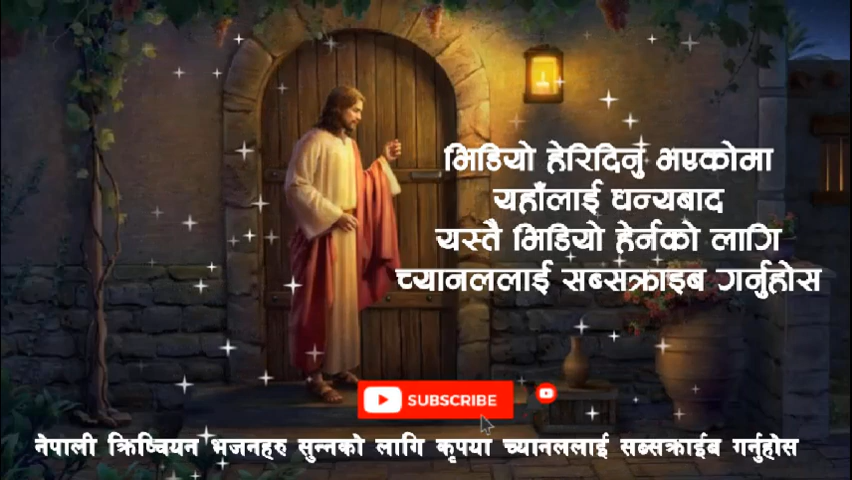 भिडियो हेरिदिनु भएकोमा
यहाँलाई धन्यबाद
यस्तै भिडियो हेर्नको लागि
च्यानललाई सब्सक्राइब गर्नुहोस
SUBSCRIBE
नेपाली क्रिष्चियन भजनहरु सुन्नको लागि कृपया च्यानललाई सब्सक्राईब गर्नुहोस